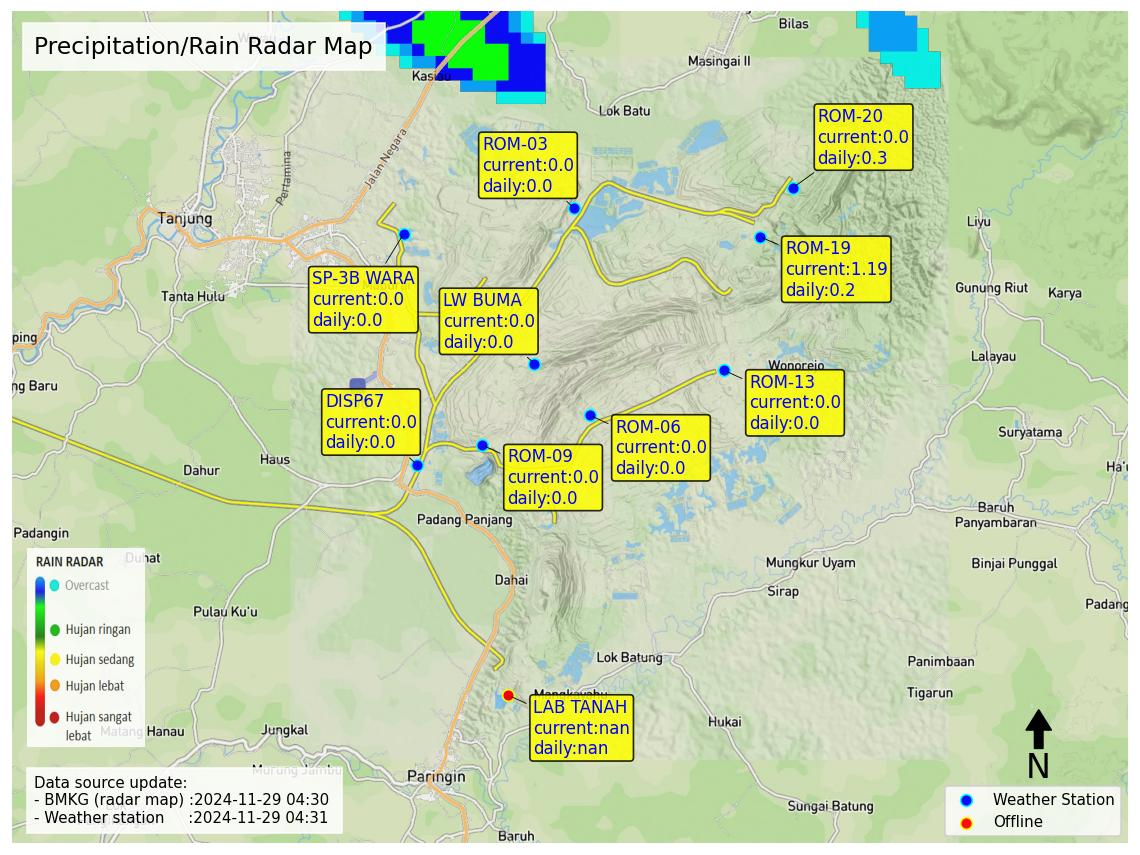 Precipitation/Rain Radar Map
Bilas
Masingai II
Kasiau
Lok Batu
Jalan Negara
Pertamina
Tanjung
Tanta Hulu
Liyu
Gunung Riut
Karya
Lalayau
Wonorejo
Suryatama
ROM-03
current:0.0
daily:0.0
ROM-20
current:0.0
daily:0.3
ROM-19
current:1.19
daily:0.2
SP-3B WARA
current:0.0
daily:0.0
LW BUMA
current:0.0
daily:0.0
ROM-13
current:0.0
daily:0.0
DISP67
current:0.0
daily:0.0
ROM-06
current:0.0
daily:0.0
ROM-09
current:0.0
daily:0.0
ping
ng Baru
Haus
Dahur
Padangin
Duhat
Padang Panjang
Dahai
Pulau Ku'u
Baruh
Panyambaran
Ha'u
Binjai Punggal
Padang
Mungkur Uyam
Sirap
Lok Batung
Panimbaan
Tigarun
Mangkayahu
LAB TANAH
current:nan
daily:nan
Hukai
Sungai Batung
Jungkal
Matang Hanau
Murung Jambu
Paringin
Baruh
RAIN RADAR
Overcast
Hujan ringan
Hujan sedang
Hujan lebat
Hujan sangat
lebat
Data source update:
- BMKG (radar map) :2024-11-29 04:30
- Weather station :2024-11-29 04:31
N
Weather Station
Offline